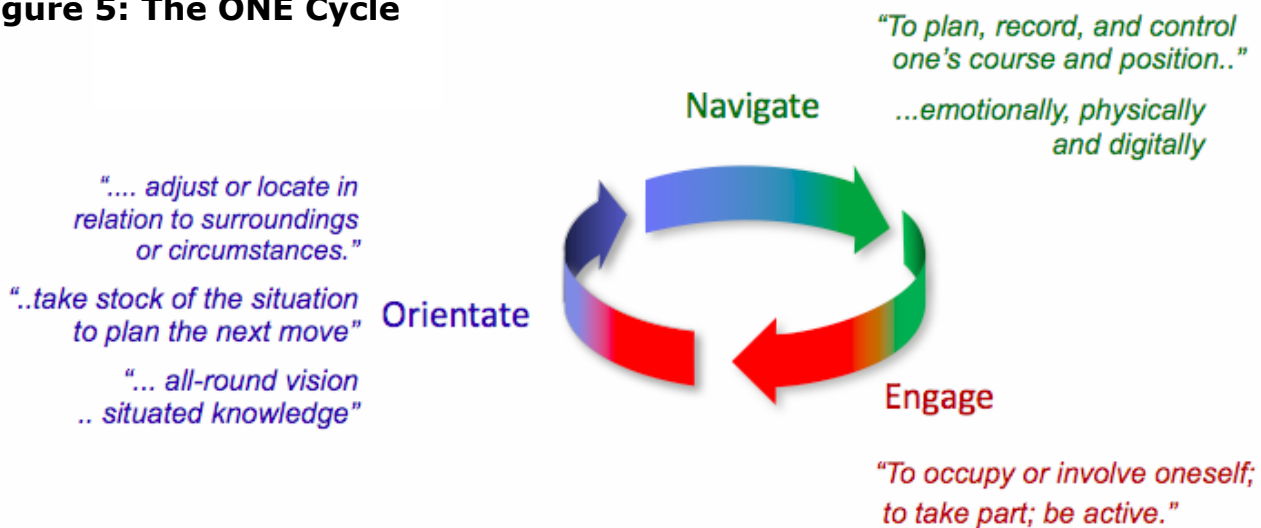 gure 5: The ONE Cycle
"To plan, record, and control
one's course and position.."
Navigate
...emotionally, physically
and digitally
".... adjust or locate in
relation to surroundings
or circumstances."
"..take stock of the situation
to plan the next move"
Orientate
"... all-round vision
.. situated knowledge"
Engage
"To occupy or involve oneself;
to take part; be active."